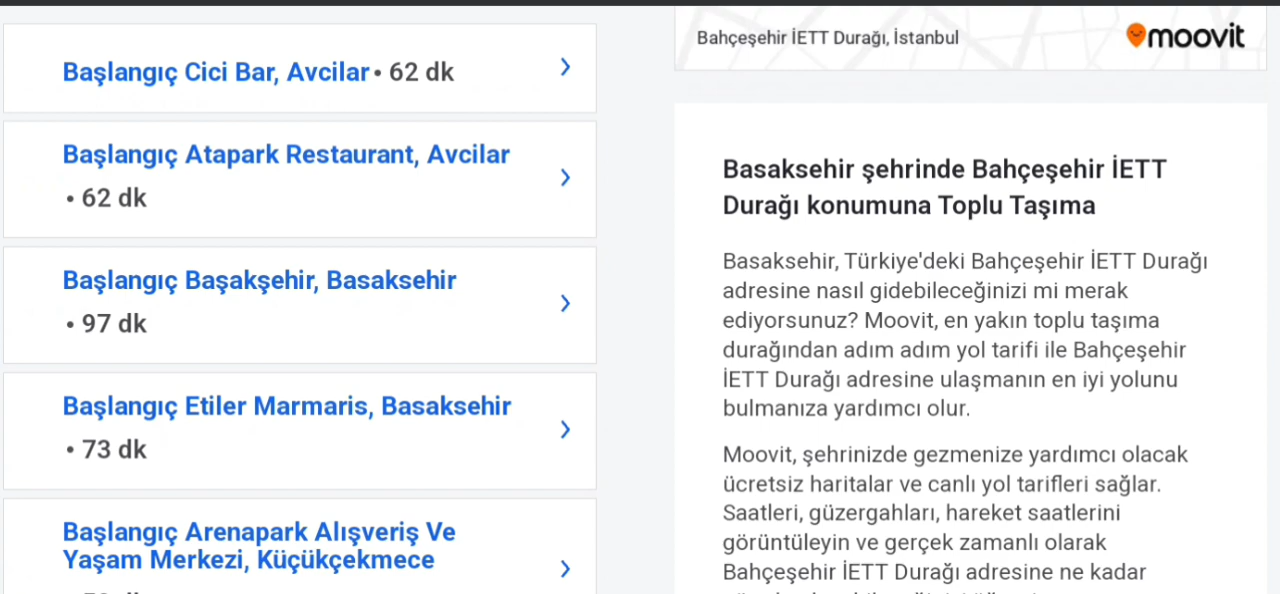 Başlangıç Cici Bar, Avcilar • 62 dk
Başlangıç Atapark Restaurant, Avcilar
• 62 dk
Başlangıç Başakşehir, Basaksehir
• 97 dk
Başlangıç Etiler Marmaris, Basaksehir
• 73 dk
Başlangıç Arenapark Alışveriş Ve
Yaşam Merkezi, Küçükçekmece
Bahçeşehir İETT Durağı, İstanbul
moovit
Basaksehir şehrinde Bahçeşehir İETT
Durağı konumuna Toplu Taşıma
Basaksehir, Türkiye'deki Bahçeşehir İETT Durağı
adresine nasıl gidebileceğinizi mi merak
ediyorsunuz? Moovit, en yakın toplu taşıma
durağından adım adım yol tarifi ile Bahçeşehir
İETT Durağı adresine ulaşmanın en iyi yolunu
bulmanıza yardımcı olur.
Moovit, şehrinizde gezmenize yardımcı olacak
ücretsiz haritalar ve canlı yol tarifleri sağlar.
Saatleri, güzergahları, hareket saatlerini
görüntüleyin ve gerçek zamanlı olarak
Bahçeşehir İETT Durağı adresine ne kadar